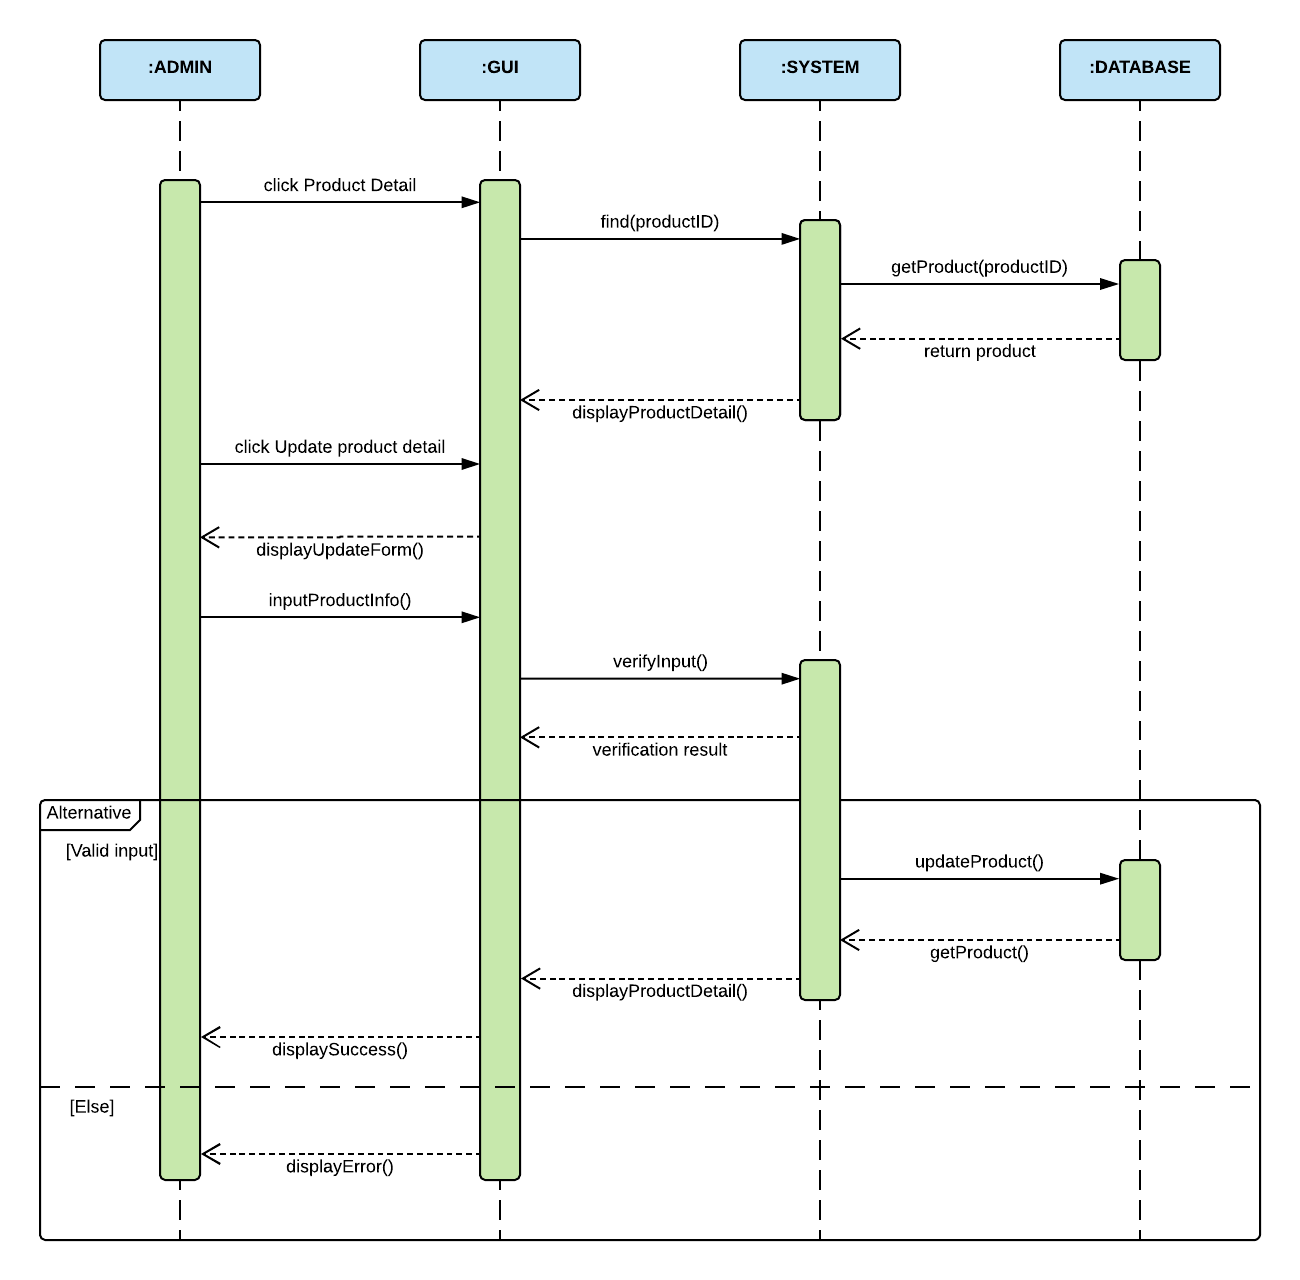 :ADMIN
:GUI
:SYSTEM
:DATABASE
click Product Detail
find(productID)
getProduct(productID)
return product
displayProductDetail()
click Update product detail
displayUpdateForm()
inputProductInfo()
verifyInput()
verification result
Alternative
[Valid input]
updateProduct()
getProduct()
displayProductDetail()
displaySuccess()
[Else]
displayError()